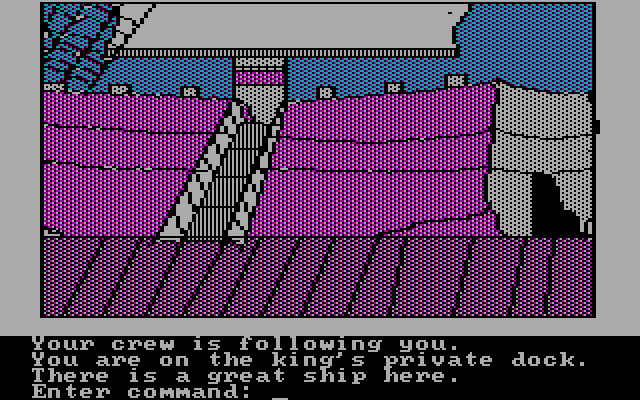 Your crew is following you.
You are on the king's private dock.
There is a great ship here.
Enter command: _